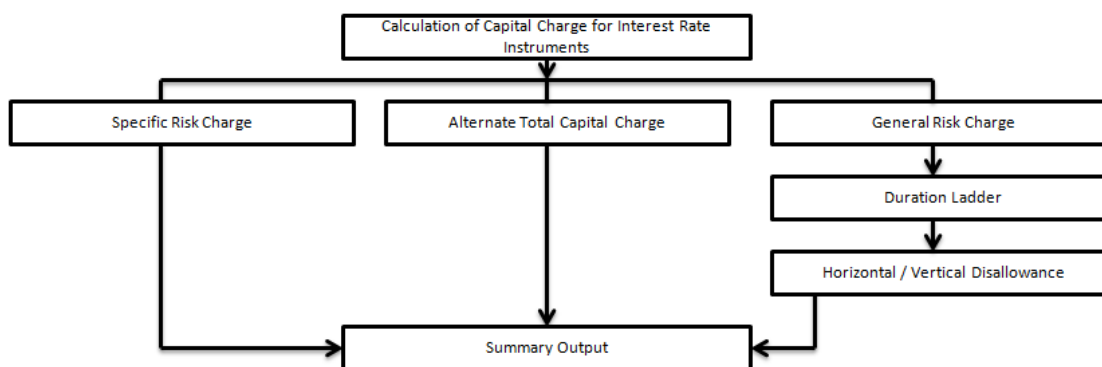 Calculation of Capital Charge for Interest Rate
Instruments
Specific Risk Charge
Alternate Total Capital Charge
General Risk Charge
Duration Ladder
Horizontal / Vertical Disallowance
Summary Output